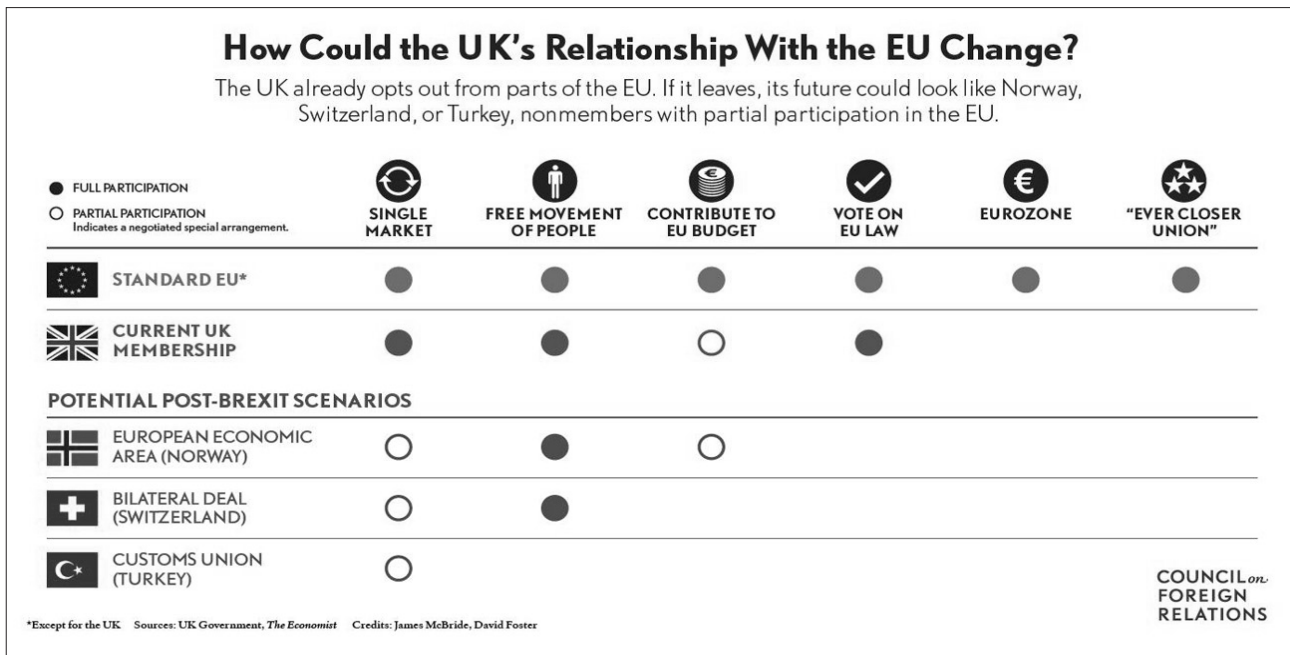 How Could the UK's Relationship With the EU Change?
The UK already opts out from parts of the EU. If it leaves, its future could look like Norway,
Switzerland, or Turkey, nonmembers with partial participation in the EU.
FULL PARTICIPATION
PARTIAL PARTICIPATION
Indicates a negotiated special arrangement.
SINGLE
MARKET
FREE MOVEMENT
OF PEOPLE
€
CONTRIBUTE TO
EU BUDGET
VOTE ON
EU LAW
€
EUROZONE
“EVER CLOSER
UNION”
STANDARD EU*
CURRENT UK
MEMBERSHIP
POTENTIAL POST-BREXIT SCENARIOS
EUROPEAN ECONOMIC
AREA (NORWAY)
BILATERAL DEAL
(SWITZERLAND)
CUSTOMS UNION
(TURKEY)
COUNCIL on
FOREIGN
RELATIONS
*Except for the UK Sources: UK Government, The Economist Credits: James McBride, David Foster